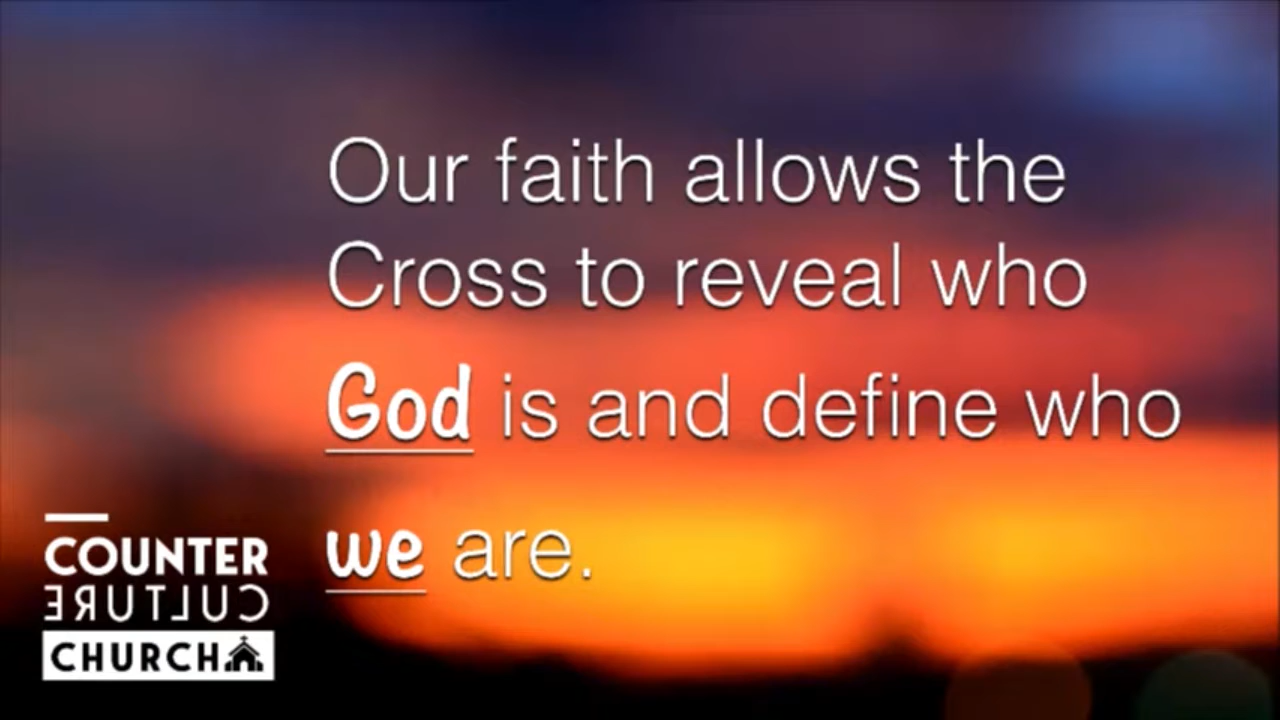 Our faith allows the
Cross to reveal who
God is and define who
we are.
COUNTER
CULTURE
CHURCH